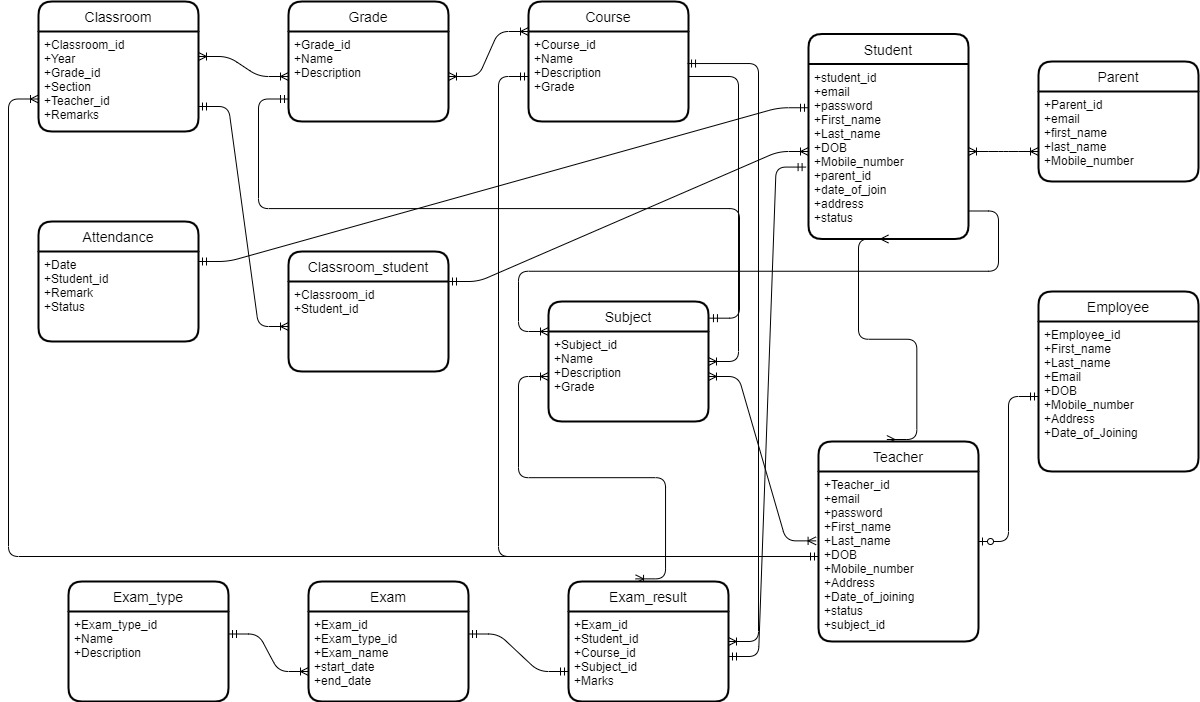 Classroom
+Classroom_id
+Year
+Grade_id
+Section
+Teacher_id
+Remarks
Grade
+Grade_id
+Name
+Description
Course
+Course_id
+Name
+Description
+Grade
Student
+student_id
+email
+password
+First_name
+Last_name
+DOB
+Mobile_number
+parent_id
+date_of_join
+address
+status
Parent
+Parent_id
+email
+first_name
+last_name
+Mobile_number
Attendance
+Date
+Student_id
+Remark
+Status
Classroom_student
+Classroom_id
+Student_id
Subject
+Subject_id
+Name
+Description
+Grade
Employee
+Employee_id
+First_name
+Last_name
+Email
+DOB
+Mobile_number
+Address
+Date_of_Joining
Teacher
+Teacher_id
+email
+password
+First_name
+Last_name
+DOB
+Mobile_number
+Address
+Date_of_joining
+status
+subject_id
Exam_type
+Exam_type_id
+Name
+Description
Exam
+Exam_id
+Exam_type_id
+Exam_name
+start_date
+end_date
Exam_result
+Exam_id
+Student_id
+Course_id
+Subject_id
+Marks